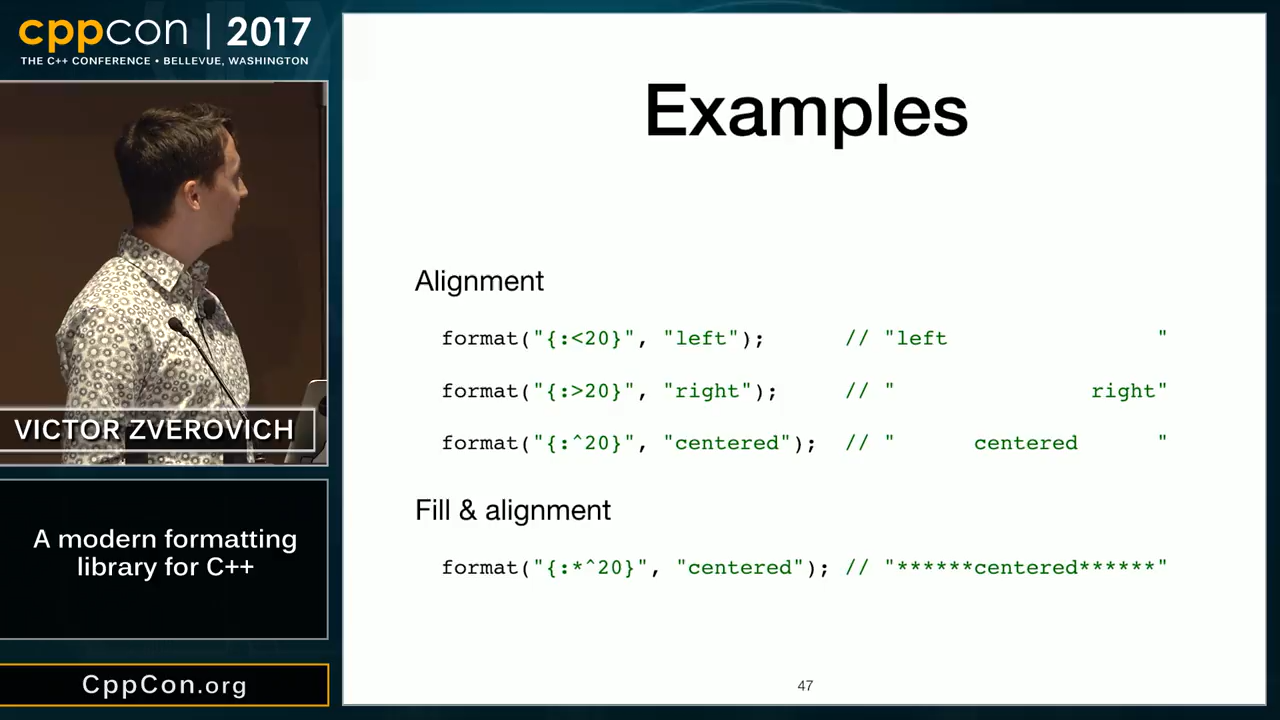 cppcon | 2017
THE C++ CONFERENCE • BELLEVUE, WASHINGTON
VICTOR ZVEROVICH
A modern formatting
library for C++
CppCon.org
Examples
Alignment
format("{:<20}", "left");      // "left                "
format("{:>20}", "right");     // "               right"
format("{:^20}", "centered");  // "      centered      "
Fill & alignment
format("{:*^20}", "centered"); // "******centered******"
47